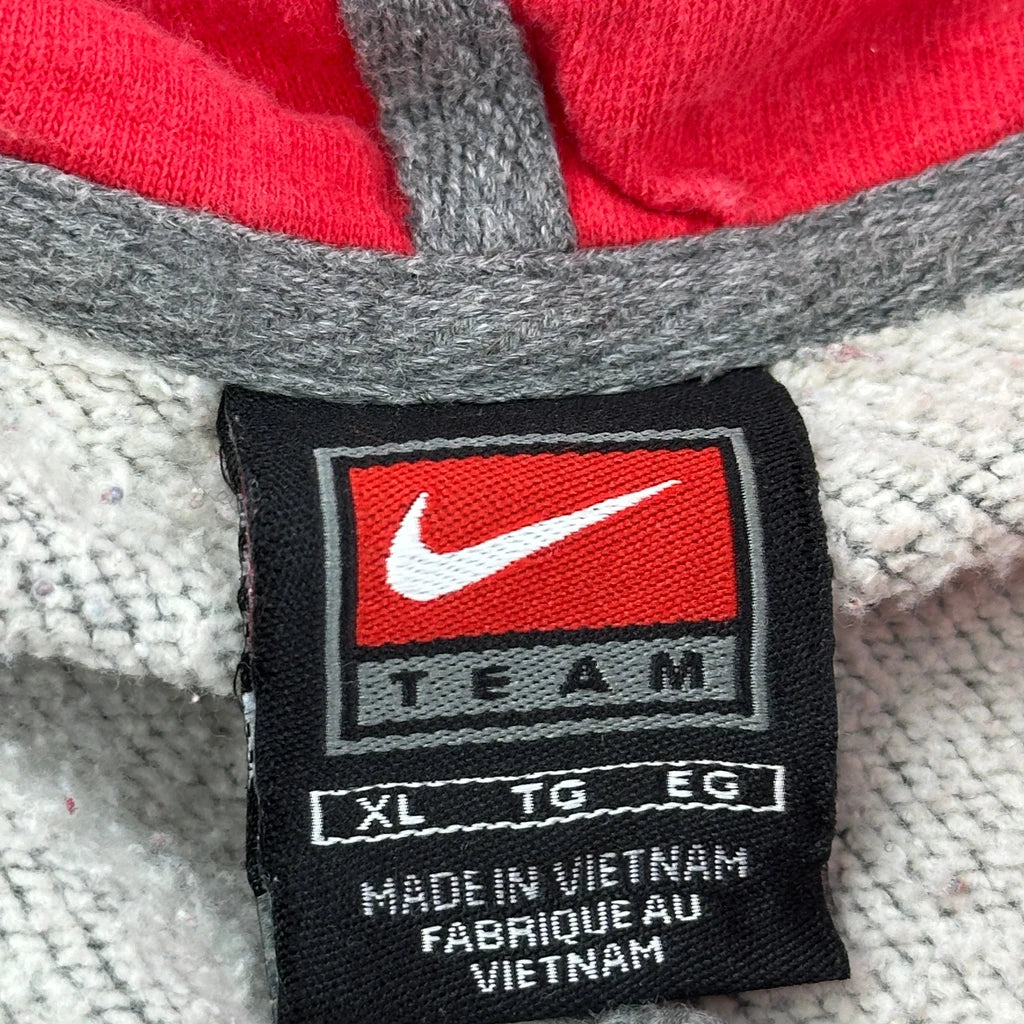 TEAM
XL TG EG
MADE IN VIETNAM
FABRIQUE AU
VIETNAM